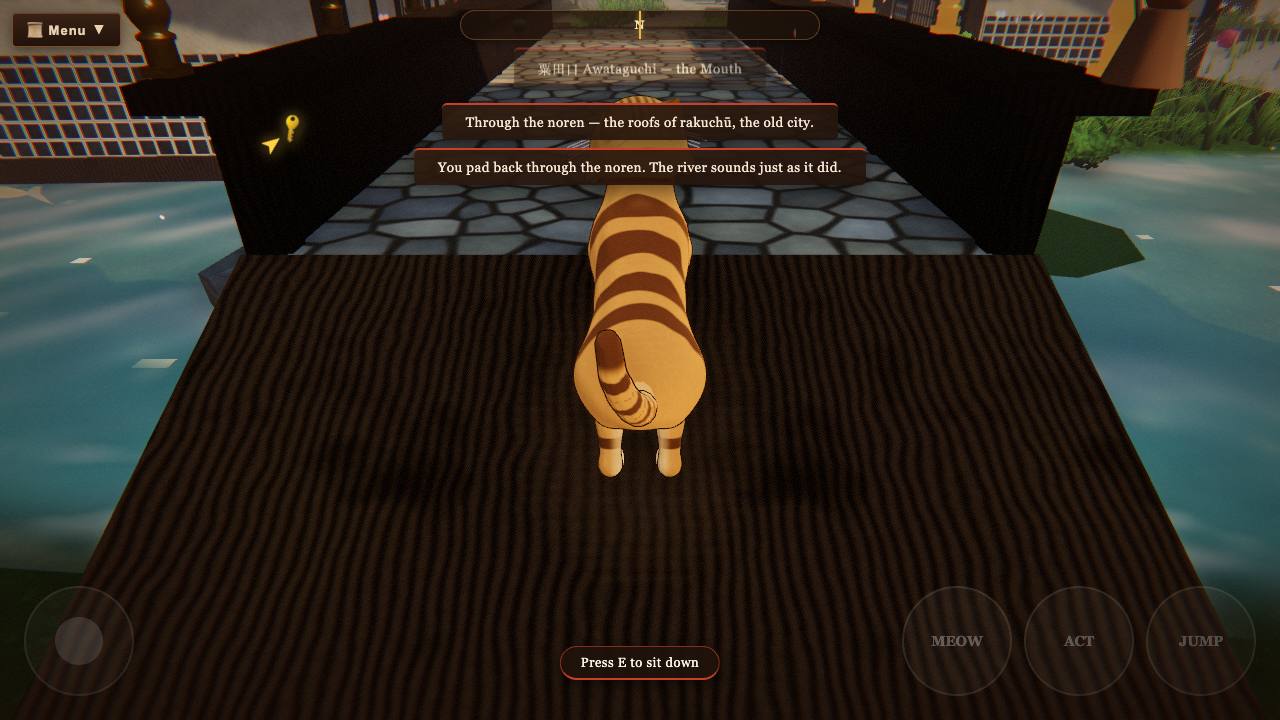 Menu ▼
N
粟田口 Awataguchi — the Mouth
Through the noren — the roofs of rakuchū, the old city.
You pad back through the noren. The river sounds just as it did.
MEOW
ACT
JUMP
Press E to sit down